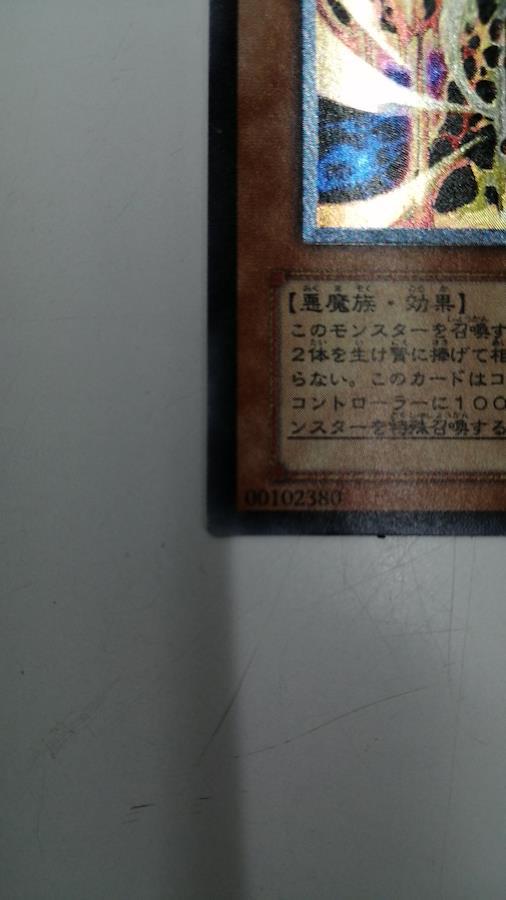 【悪魔族・効果】
このモンスターを召喚す
2体を生け贄に捧げて相
らない。このカードはコ
コントローラーに100
ンスターを特殊召喚する
00102380